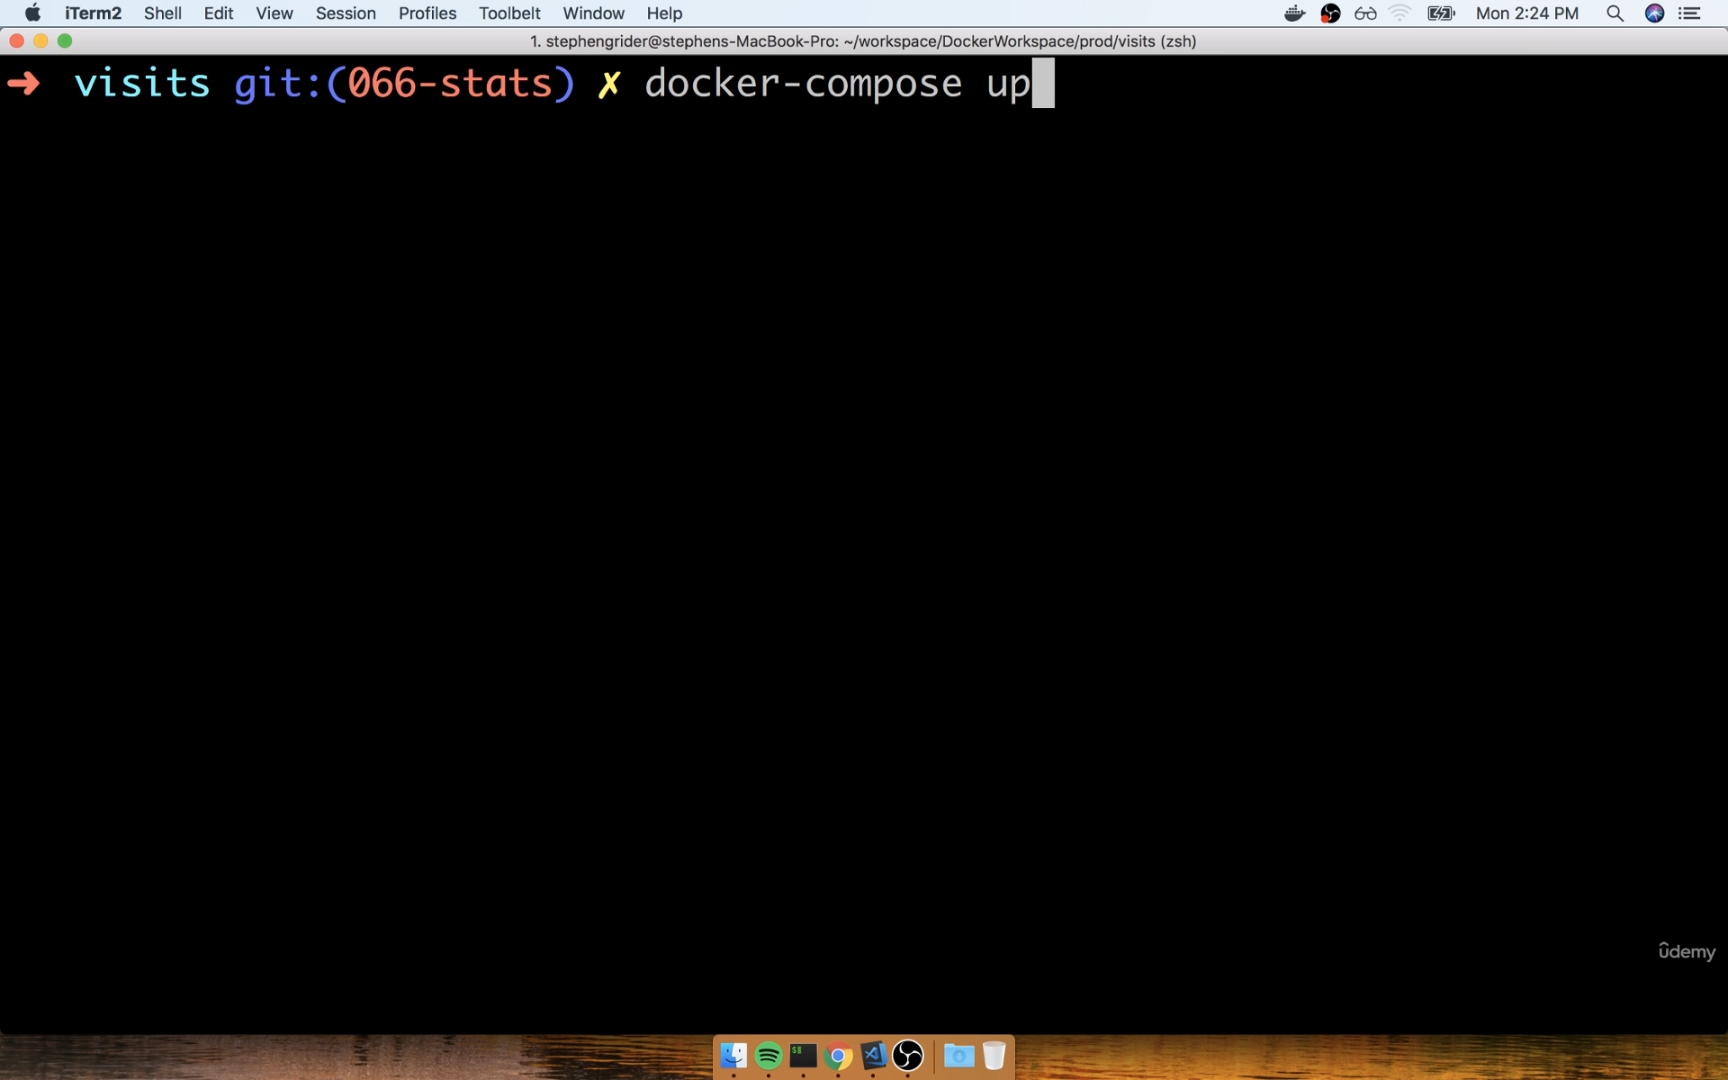 iTerm2 Shell Edit View Session Profiles Toolbelt Window Help Mon 2:24 PM
1. stephengrider@stephens-MacBook-Pro: ~/workspace/DockerWorkspace/prod/visits (zsh)
➜ visits git:(066-stats) ✗ docker-compose up
ûdemy